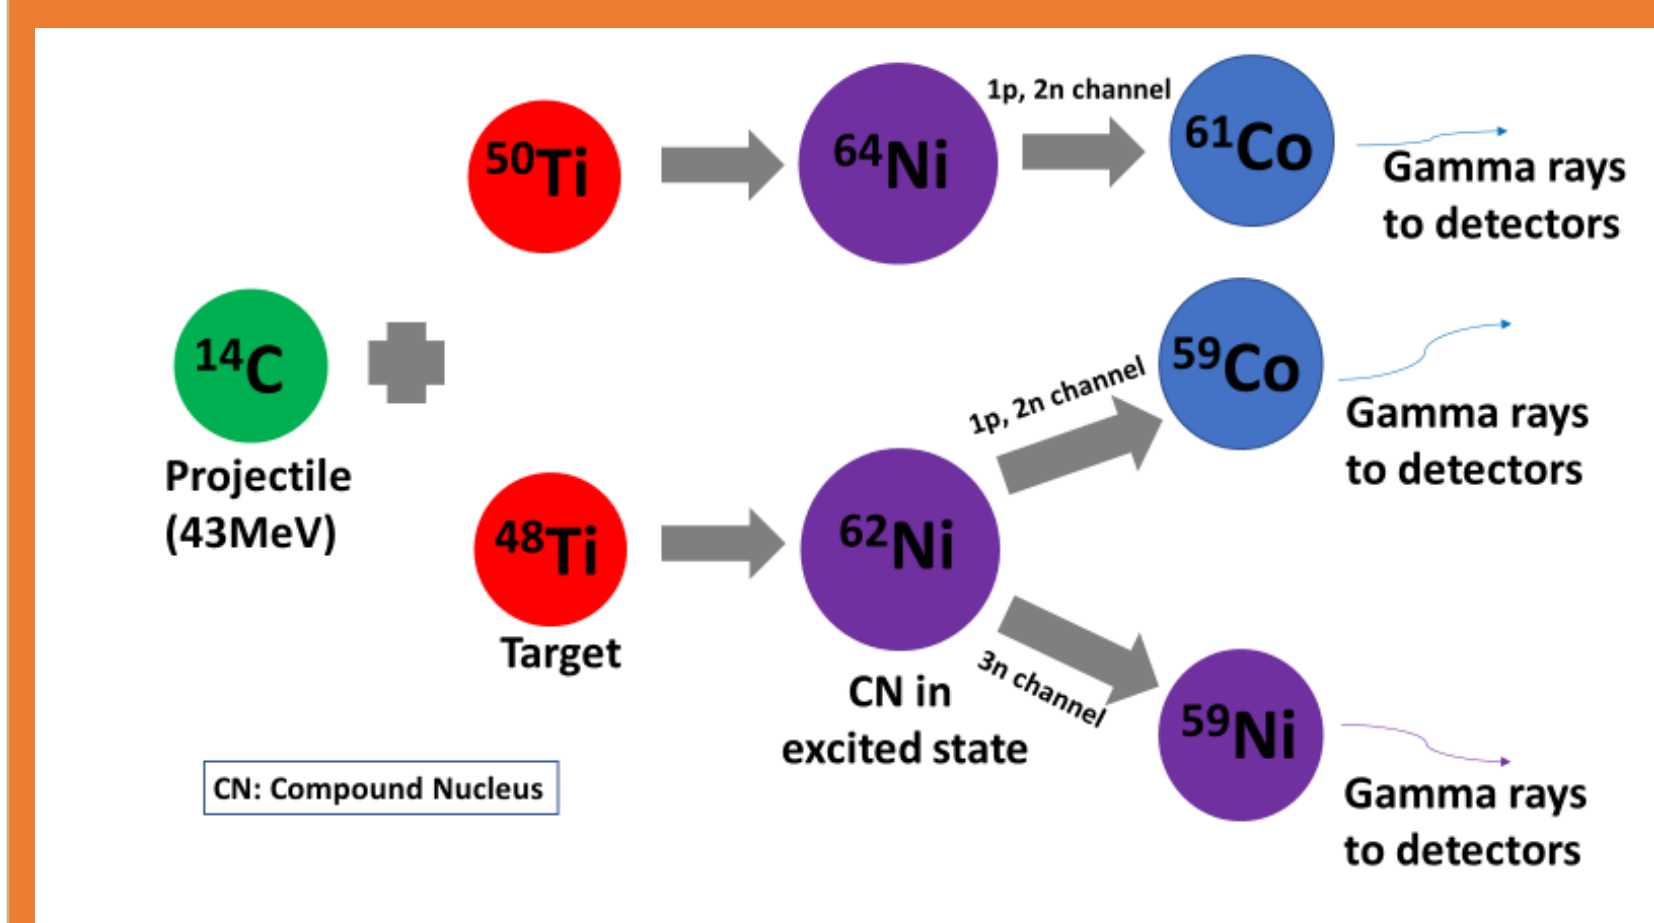 1p, 2n channel
⁵⁰Ti
⁶⁴Ni
⁶¹Co
Gamma rays
to detectors
¹⁴C
Projectile
(43MeV)
1p, 2n channel
⁵⁹Co
Gamma rays
to detectors
⁴⁸Ti
Target
⁶²Ni
CN in
excited state
3n channel
⁵⁹Ni
Gamma rays
to detectors
CN: Compound Nucleus